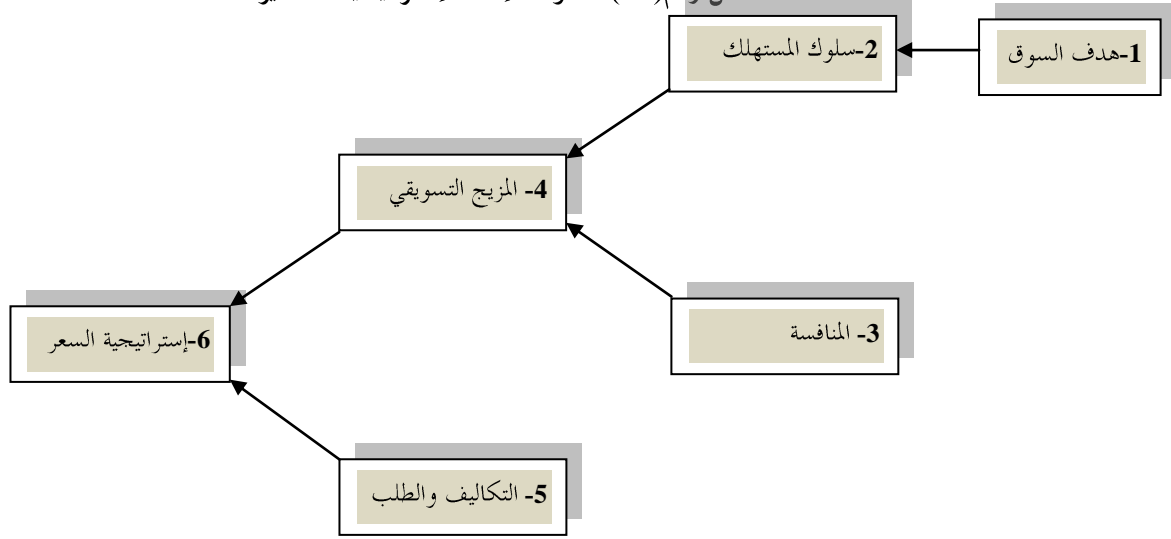 1-هدف السوق
2-سلوك المستهلك
3- المنافسة
4- المزيج التسويقي
5- التكاليف والطلب
6-إستراتيجية السعر